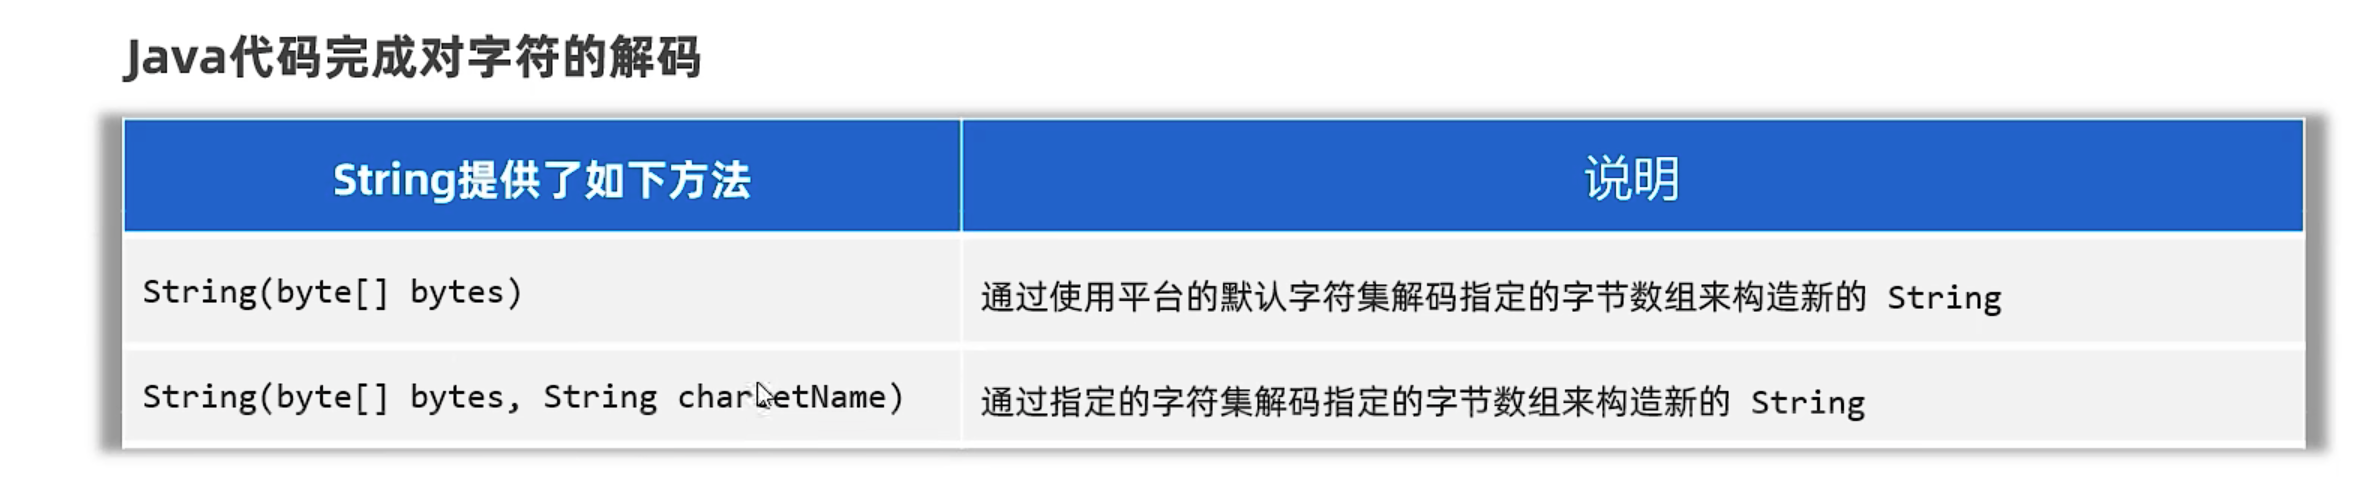 Java代码完成对字符的解码
String提供了如下方法 说明
String(byte[] bytes) 通过使用平台的默认字符集解码指定的字节数组来构造新的 String
String(byte[] bytes, String charsetName) 通过指定的字符集解码指定的字节数组来构造新的 String